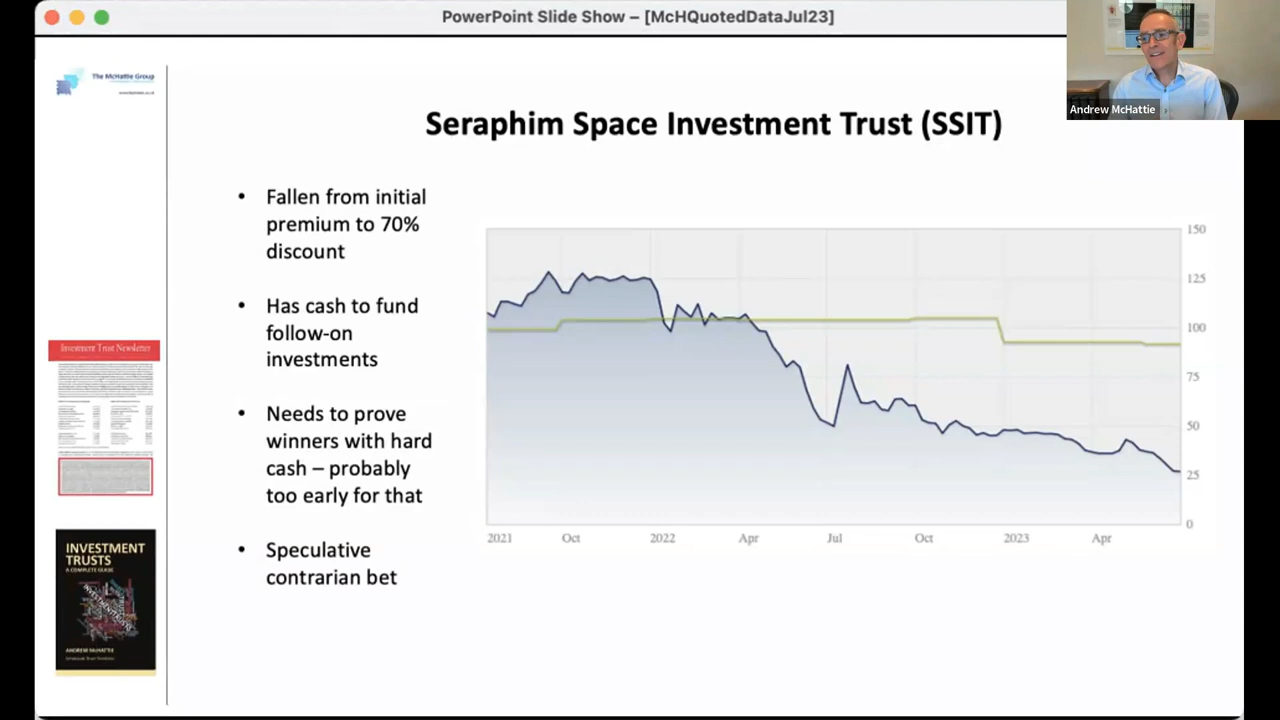 PowerPoint Slide Show – [McHQuotedDataJul23]
Andrew McHattie
The McHattie Group
Seraphim Space Investment Trust (SSIT)
• Fallen from initial
premium to 70%
discount
• Has cash to fund
follow-on
investments
• Needs to prove
winners with hard
cash – probably
too early for that
• Speculative
contrarian bet
150
125
100
75
50
25
0
2021 Oct 2022 Apr Jul Oct 2023 Apr
Investment Trust Newsletter
INVESTMENT
TRUSTS
A COMPLETE GUIDE
ANDREW McHATTIE